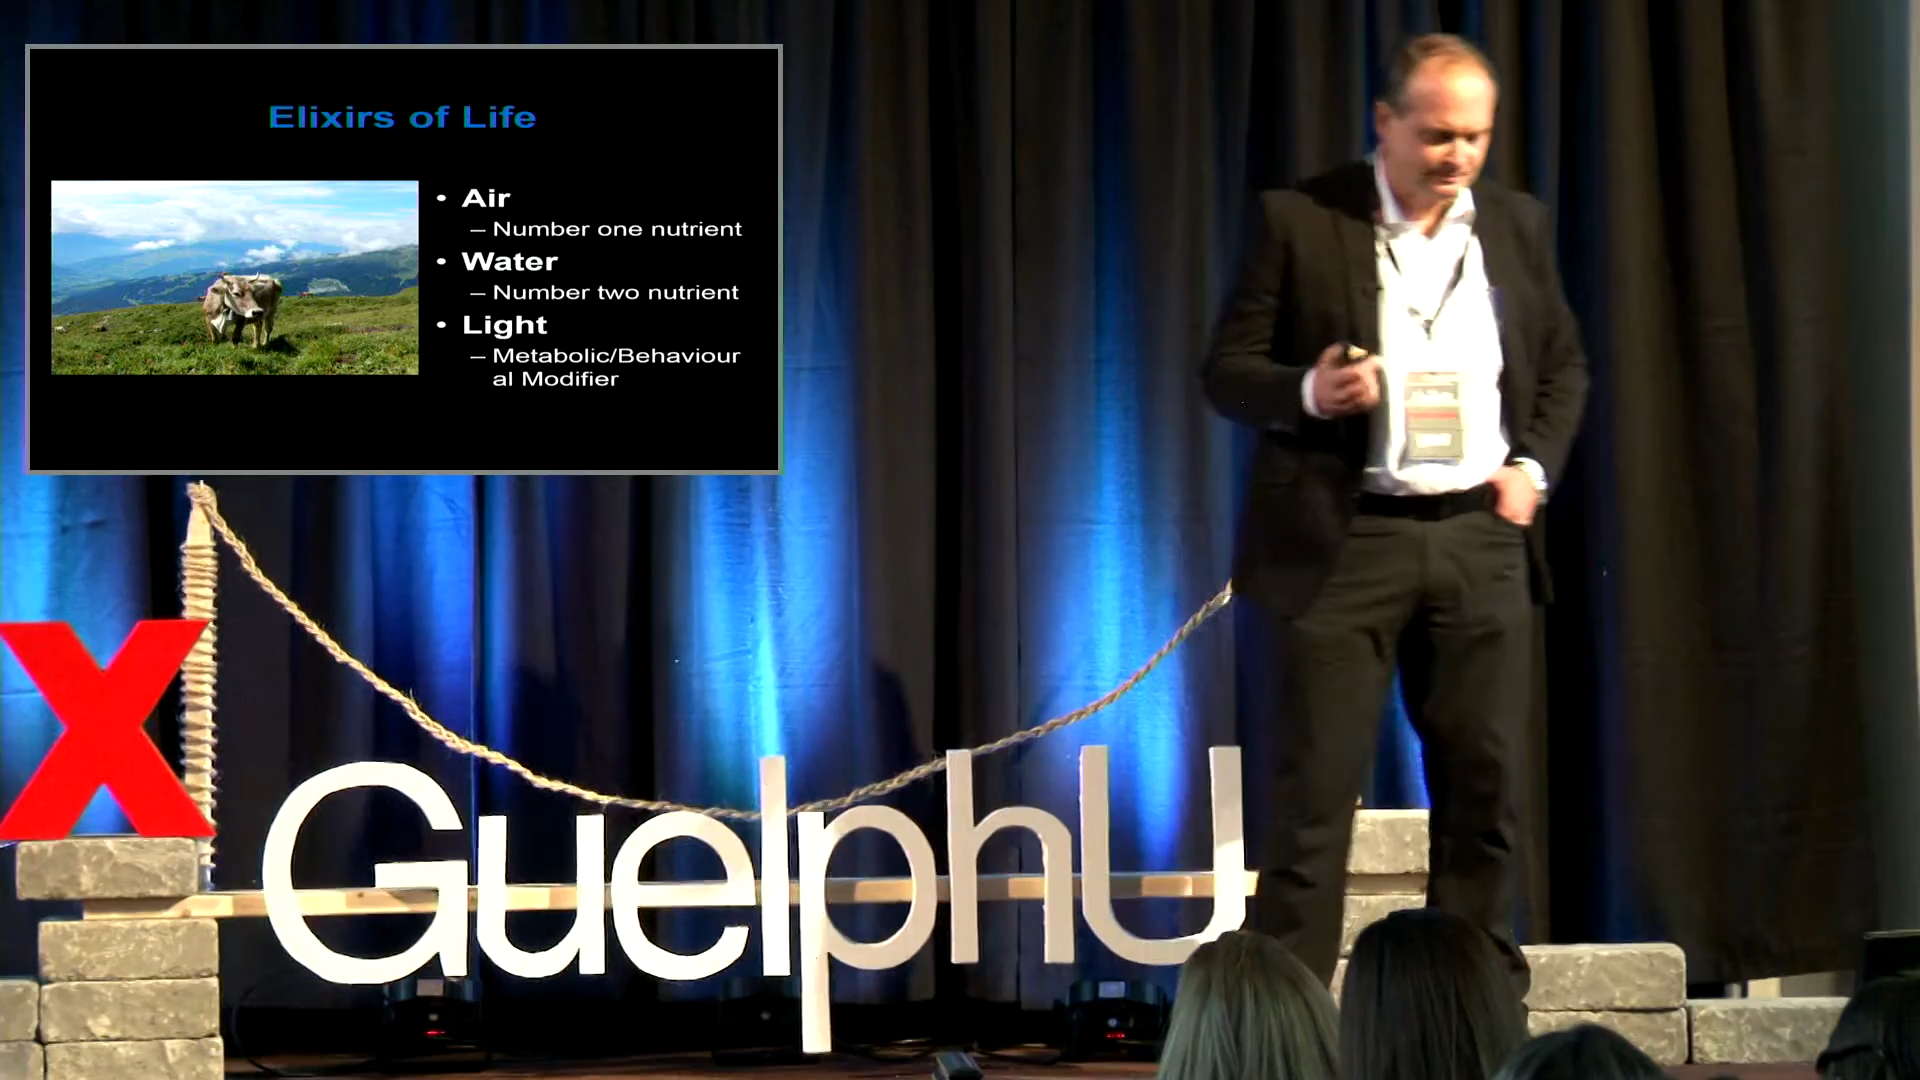 Elixirs of Life
• Air
– Number one nutrient
• Water
– Number two nutrient
• Light
– Metabolic/Behaviour
al Modifier
x
GuelphU